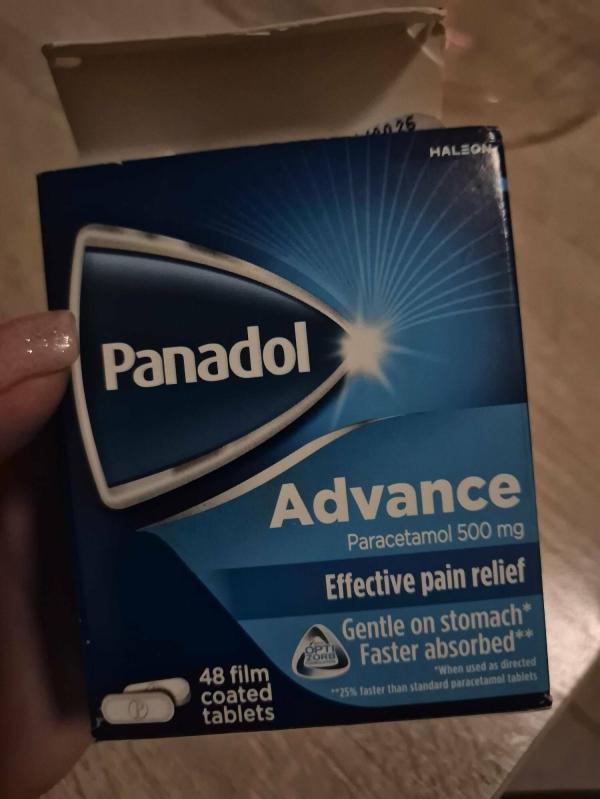 HALEON
Panadol
Advance
Paracetamol 500 mg
Effective pain relief
Gentle on stomach*
Faster absorbed**
OPTI
ZORB
*When used as directed
**25% faster than standard paracetamol tablets
48 film
coated
tablets
P